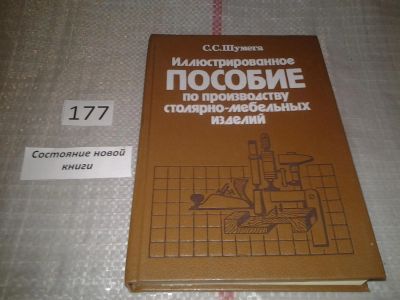 С.С.Шумега
Иллюстрированное
ПОСОБИЕ
по производству
столярно-мебельных
изделий
177
Состояние новой
книги